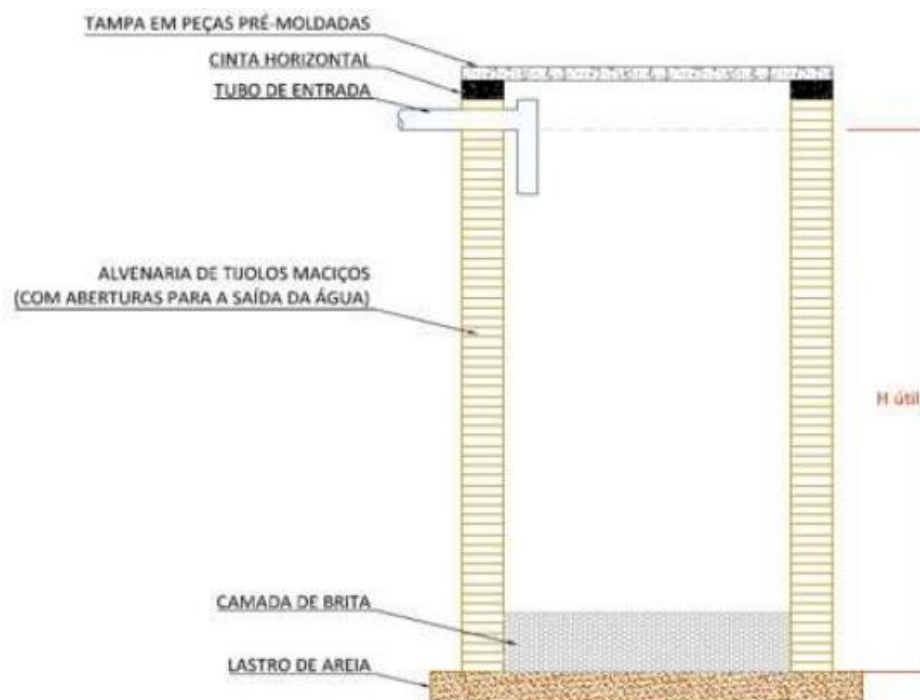 TAMPA EM PEÇAS PRÉ-MOLDADAS
CINTA HORIZONTAL
TUBO DE ENTRADA
ALVENARIA DE TIJOLOS MACIÇOS
(COM ABERTURAS PARA A SAÍDA DA ÁGUA)
H útil
CAMADA DE BRITA
LASTRO DE AREIA